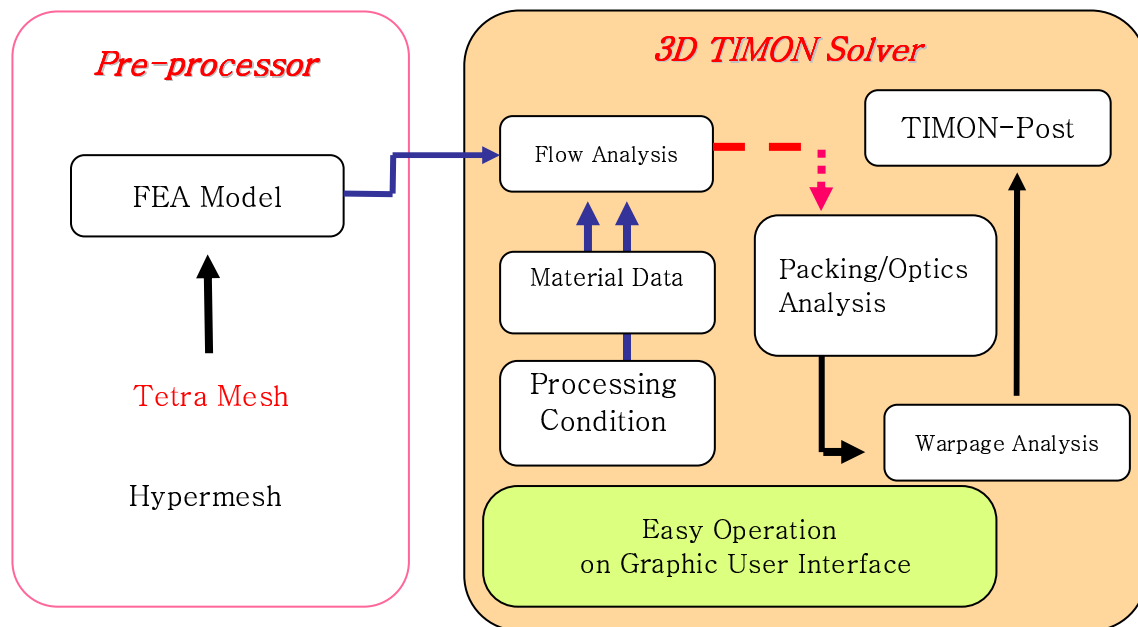 Pre-processor
FEA Model
Tetra Mesh
Hypermesh
3D TIMON Solver
Flow Analysis
Material Data
Processing
Condition
TIMON-Post
Packing/Optics
Analysis
Warpage Analysis
Easy Operation
on Graphic User Interface